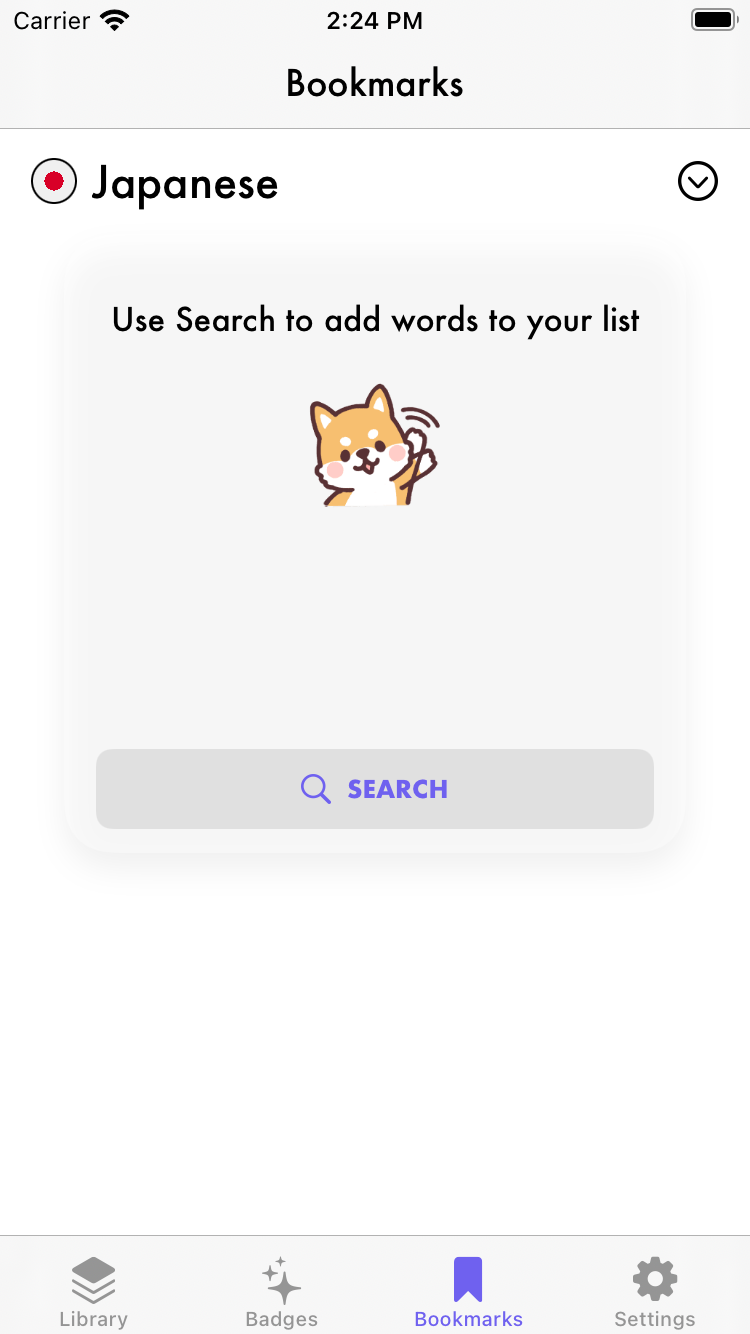 Carrier 2:24 PM
Bookmarks
Japanese
Use Search to add words to your list
SEARCH
Library Badges Bookmarks Settings